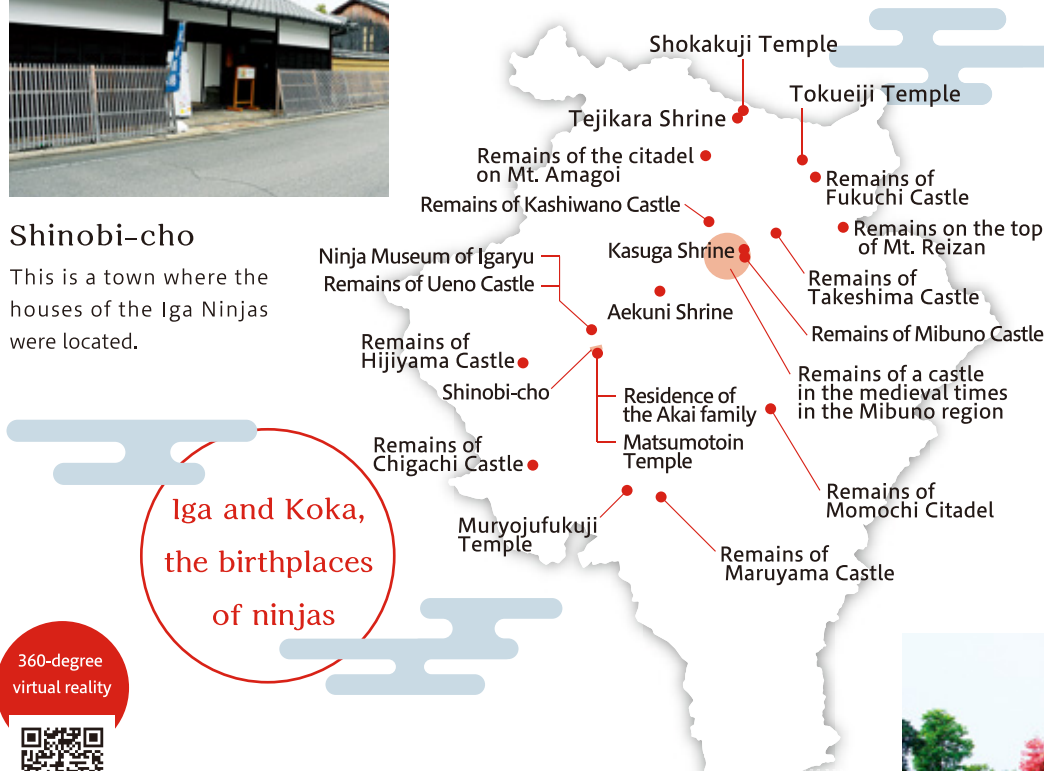 Shokakuji Temple
Tokueiji Temple
Tejikara Shrine
Remains of the citadel
on Mt. Amagoi
Remains of
Fukuchi Castle
Remains of Kashiwano Castle
Remains on the top
of Mt. Reizan
Shinobi-cho
This is a town where the
houses of the Iga Ninjas
were located.
Ninja Museum of Igaryu
Remains of Ueno Castle
Kasuga Shrine
Remains of
Takeshima Castle
Aekuni Shrine
Remains of Mibuno Castle
Remains of
Hijiyama Castle
Shinobi-cho
Remains of a castle
in the medieval times
in the Mibuno region
Residence of
the Akai family
Matsumotoin
Temple
Remains of
Chigachi Castle
Remains of
Momochi Citadel
Muryojufukuji
Temple
Remains of
Maruyama Castle
Iga and Koka,
the birthplaces
of ninjas
360-degree
virtual reality